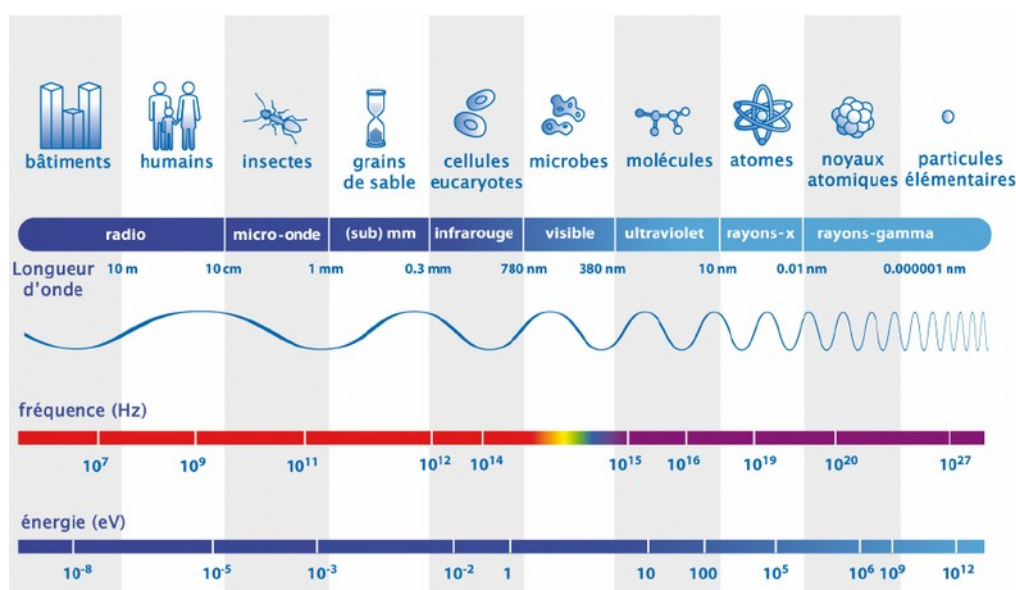 bâtiments humains insectes grains de sable cellules eucaryotes microbes molécules atomes noyaux atomiques particules élémentaires
radio micro-onde (sub) mm infrarouge visible ultraviolet rayons-x rayons-gamma
Longueur d'onde 10 m 10 cm 1 mm 0.3 mm 780 nm 380 nm 10 nm 0.01 nm 0.000001 nm
fréquence (Hz)
10⁷ 10⁹ 10¹¹ 10¹² 10¹⁴ 10¹⁵ 10¹⁶ 10¹⁹ 10²⁰ 10²⁷
énergie (eV)
10⁻⁸ 10⁻⁵ 10⁻³ 10⁻² 1 10 100 10⁵ 10⁶ 10⁹ 10¹²